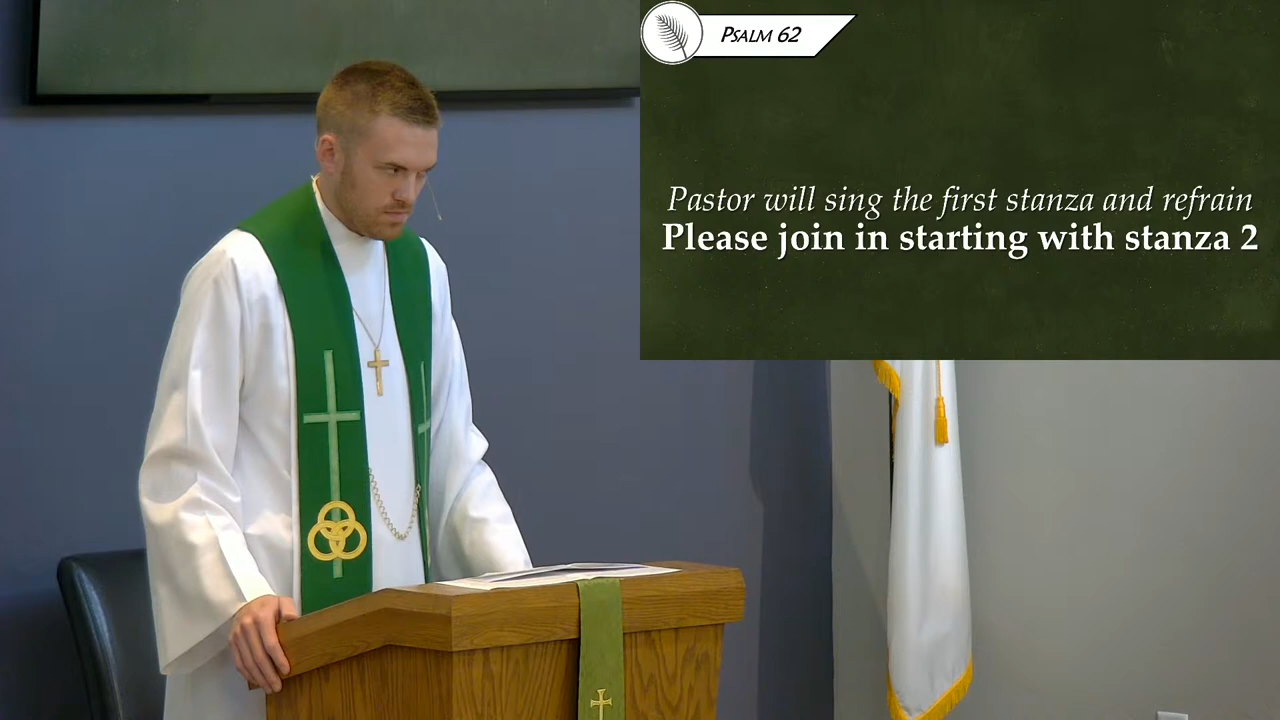 Psalm 62
Pastor will sing the first stanza and refrain
Please join in starting with stanza 2